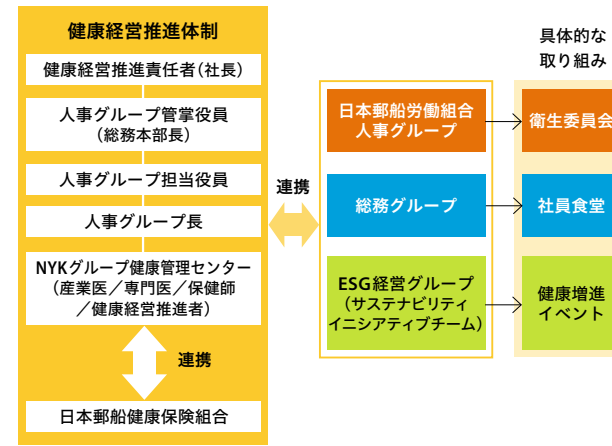 健康経営推進体制
健康経営推進責任者(社長)
人事グループ管掌役員
(総務本部長)
人事グループ担当役員
人事グループ長
NYKグループ健康管理センター
(産業医/専門医/保健師
/健康経営推進者)
連携
日本郵船健康保険組合
連携
日本郵船労働組合
人事グループ
総務グループ
ESG経営グループ
(サステナビリティ
イニシアティブチーム)
具体的な
取り組み
衛生委員会
社員食堂
健康増進
イベント